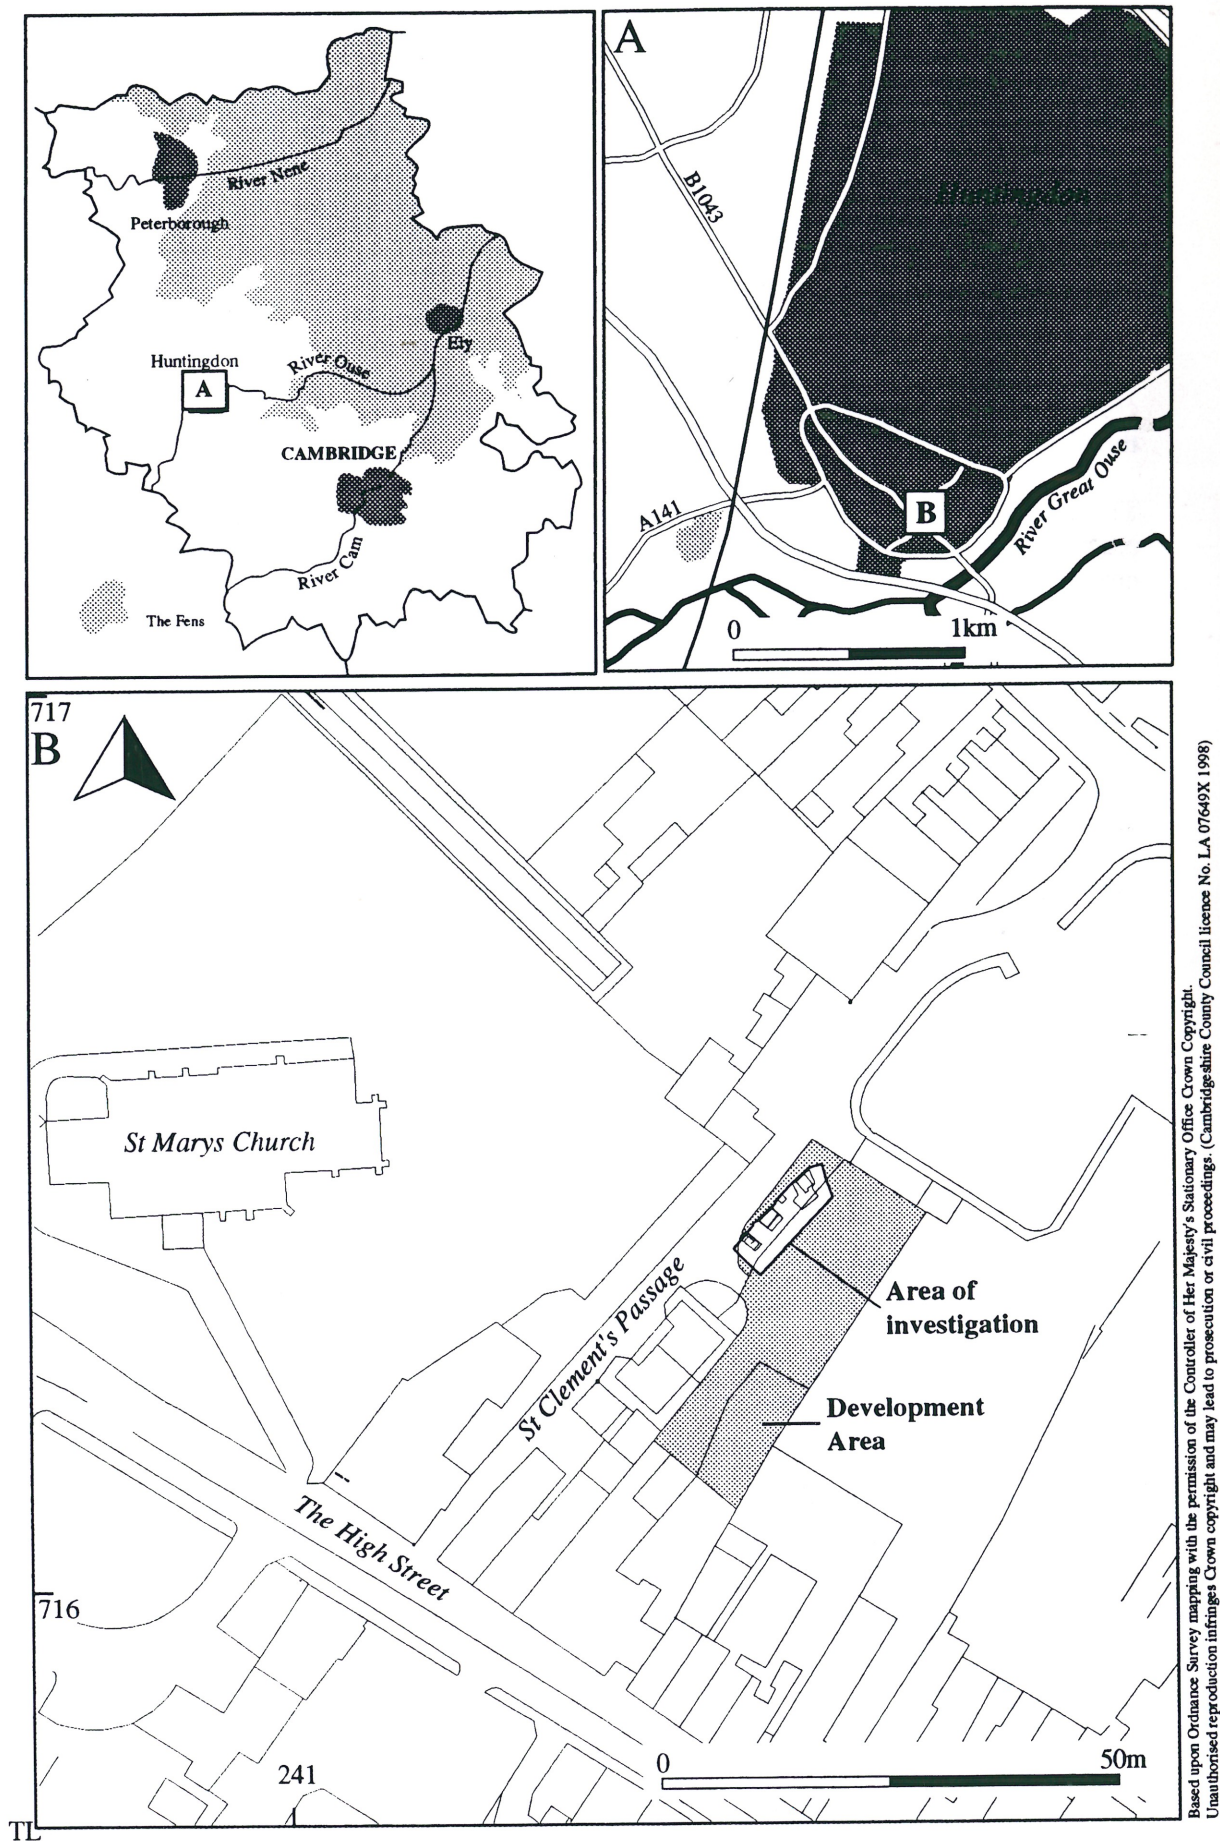 River Nene
Peterborough
Ely
Huntingdon
River Ouse
A
CAMBRIDGE
River Cam
The Fens
A
B1043
Huntingdon
B
River Great Ouse
A141
0
1km
717
B
St Marys Church
Area of
investigation
St Clement's Passage
Development
Area
The High Street
716
0
50m
241
TL
Based upon Ordnance Survey mapping with the permission of the Controller of Her Majesty's Stationary Office Crown Copyright.
Unauthorised reproduction infringes Crown copyright and may lead to prosecution or civil proceedings. (Cambridgeshire County Council licence No. LA 07649X 1998)